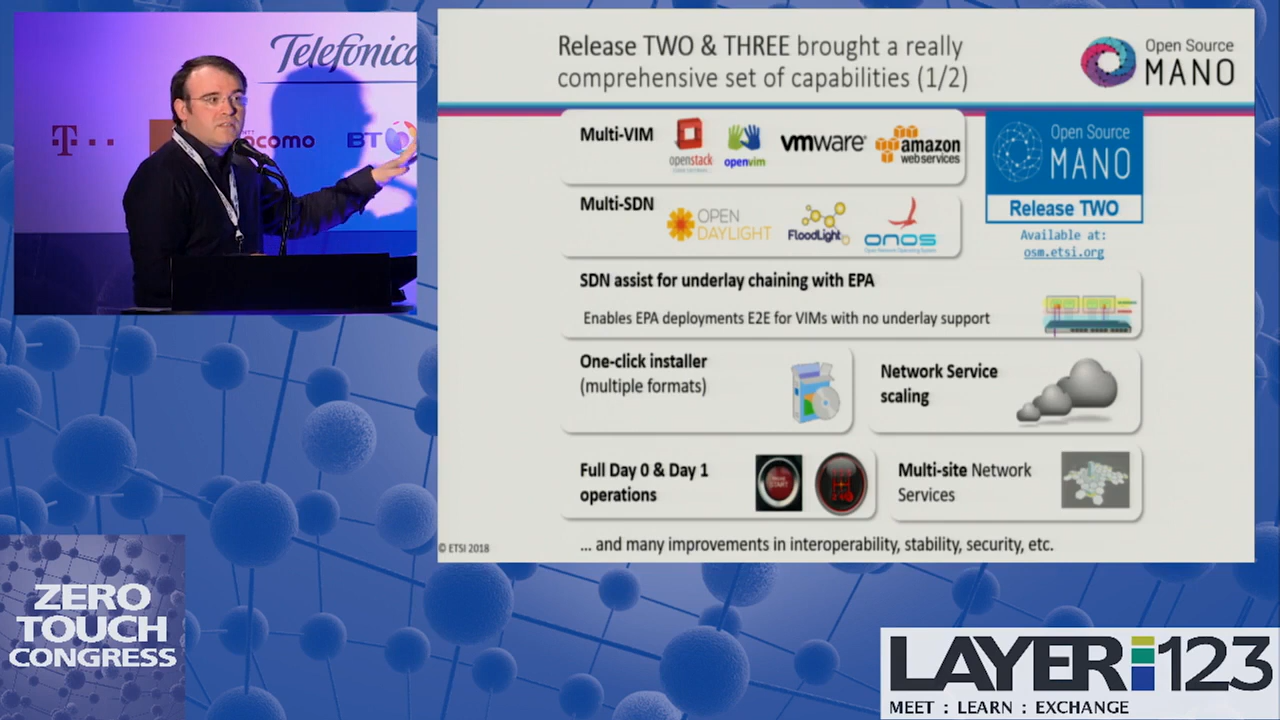 Telefónica
T
ocomo
BT
Release TWO & THREE brought a really
comprehensive set of capabilities (1/2)
Open Source
MANO
Multi-VIM
openstack
openvim
vmware®
amazon
web services
Open Source
MANO
Release TWO
Available at:
osm.etsi.org
Multi-SDN
OPEN
DAYLIGHT
FloodLight
onos
SDN assist for underlay chaining with EPA
Enables EPA deployments E2E for VIMs with no underlay support
One-click installer
(multiple formats)
Network Service
scaling
Full Day 0 & Day 1
operations
START
Multi-site Network
Services
... and many improvements in interoperability, stability, security, etc.
© ETSI 2018
ZERO
TOUCH
CONGRESS
LAYER123
MEET : LEARN : EXCHANGE